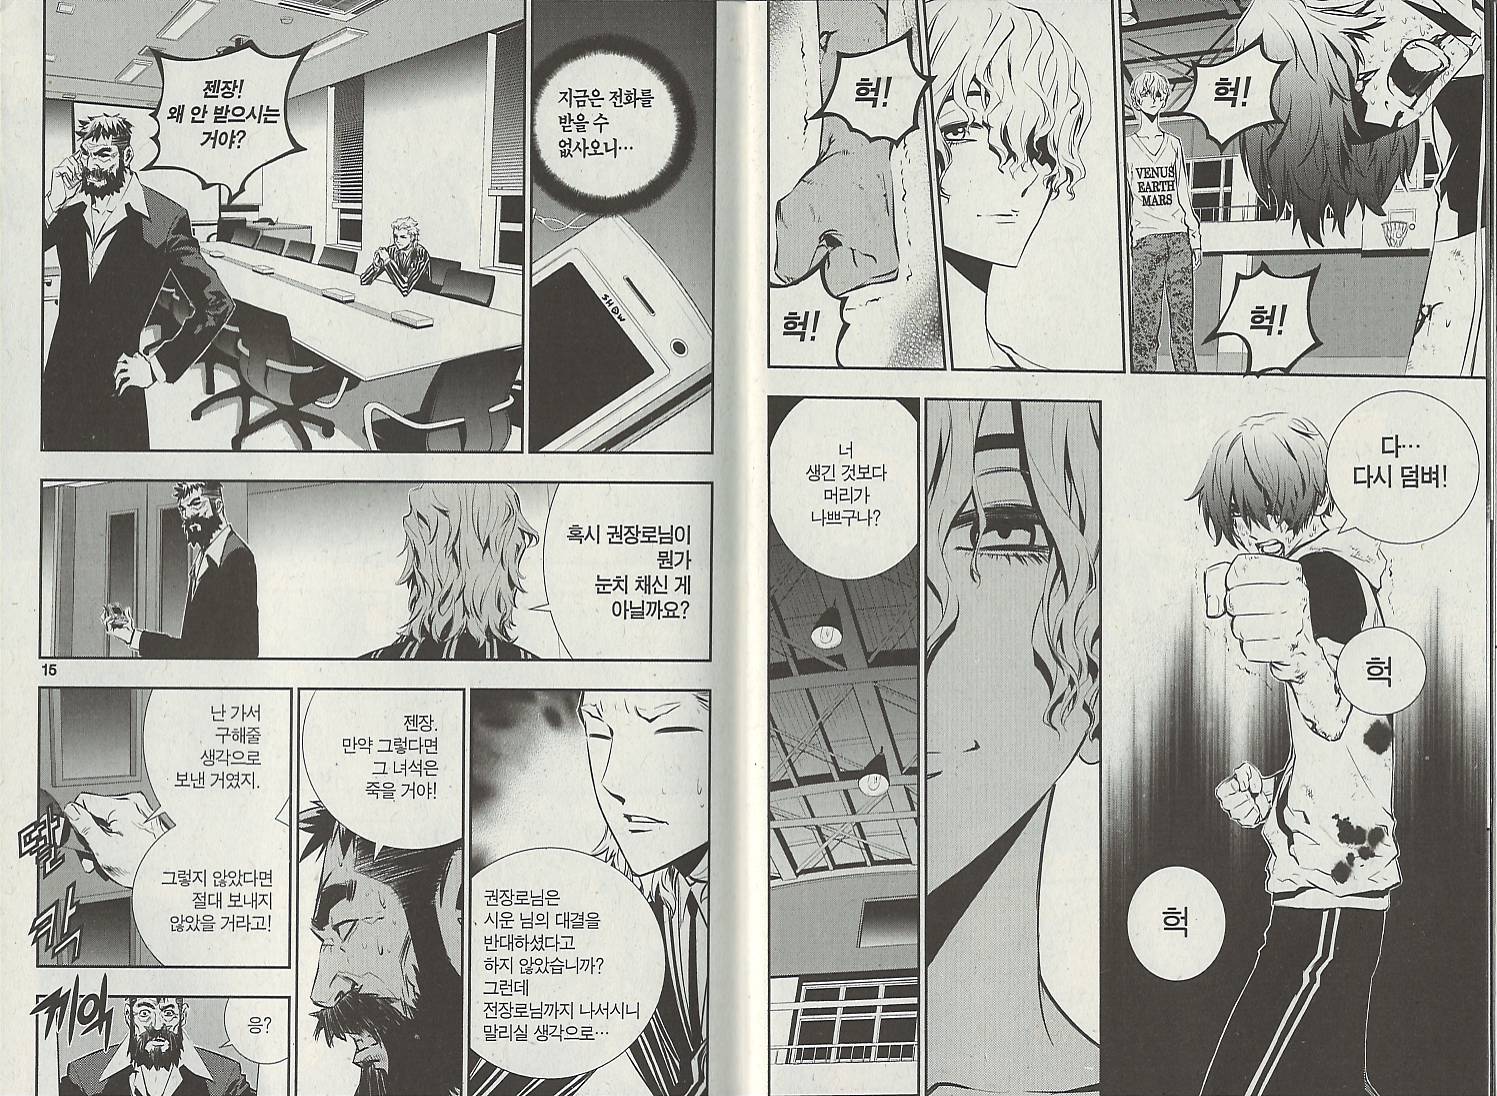 헉!
VENUS
EARTH
MARS
헉!
헉!
헉!
다…
다시 덤벼!
헉
헉
너
생긴 것보다
머리가
나쁘구나?
지금은 전화를
받을 수
없사오니…
SHOW
젠장!
왜 안 받으시는
거야?
혹시 권장로님이
뭔가
눈치 채신 게
아닐까요?
15
권장로님은
시운 님의 대결을
반대하셨다고
하지 않았습니까?
그런데
전장로님까지 나서시니
말리실 생각으로…
젠장.
만약 그렇다면
그 녀석은
죽을 거야!
난 가서
구해줄
생각으로
보낸 거였지.
그렇지 않았다면
절대 보내지
않았을 거라고!
딸
칵
응?